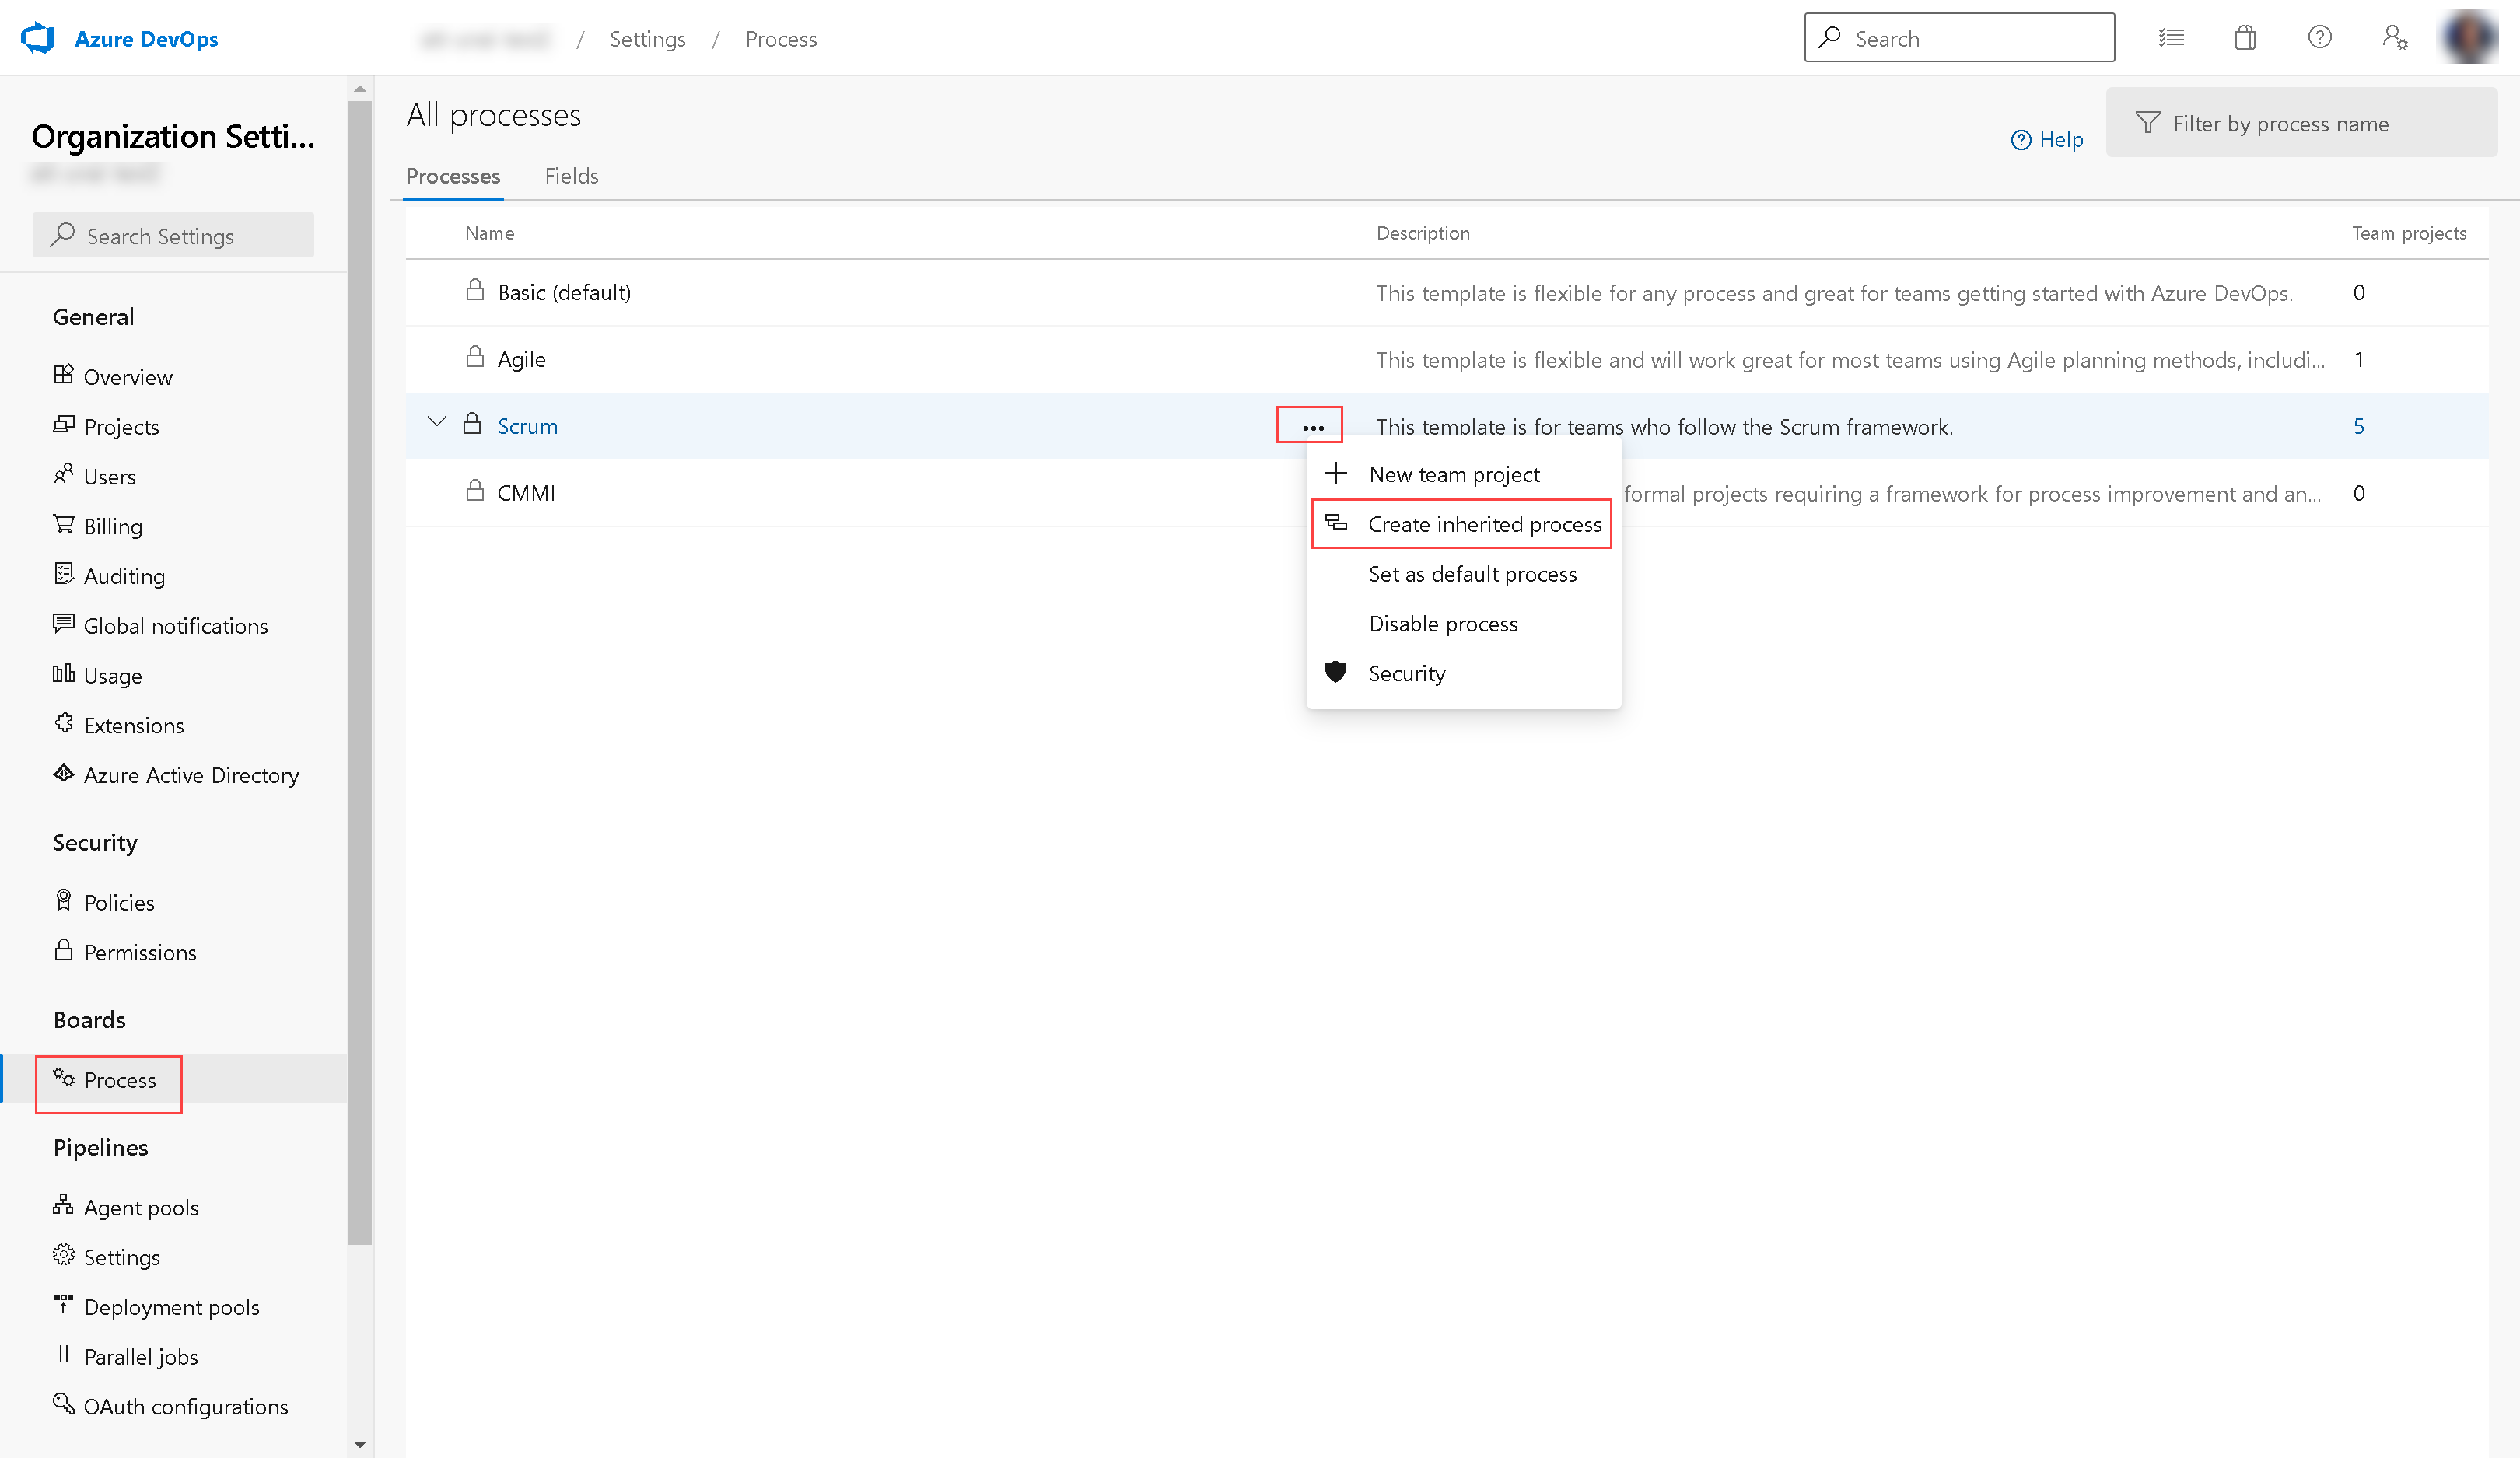 Azure DevOps
/ Settings / Process
Search
Organization Setti...
Search Settings
General
Overview
Projects
Users
Billing
Auditing
Global notifications
Usage
Extensions
Azure Active Directory
Security
Policies
Permissions
Boards
Process
Pipelines
Agent pools
Settings
Deployment pools
Parallel jobs
OAuth configurations
All processes
Help
Filter by process name
Processes Fields
Name Description Team projects
Basic (default) This template is flexible for any process and great for teams getting started with Azure DevOps. 0
Agile This template is flexible and will work great for most teams using Agile planning methods, includi... 1
Scrum ... This template is for teams who follow the Scrum framework. 5
CMMI formal projects requiring a framework for process improvement and an... 0
New team project
Create inherited process
Set as default process
Disable process
Security